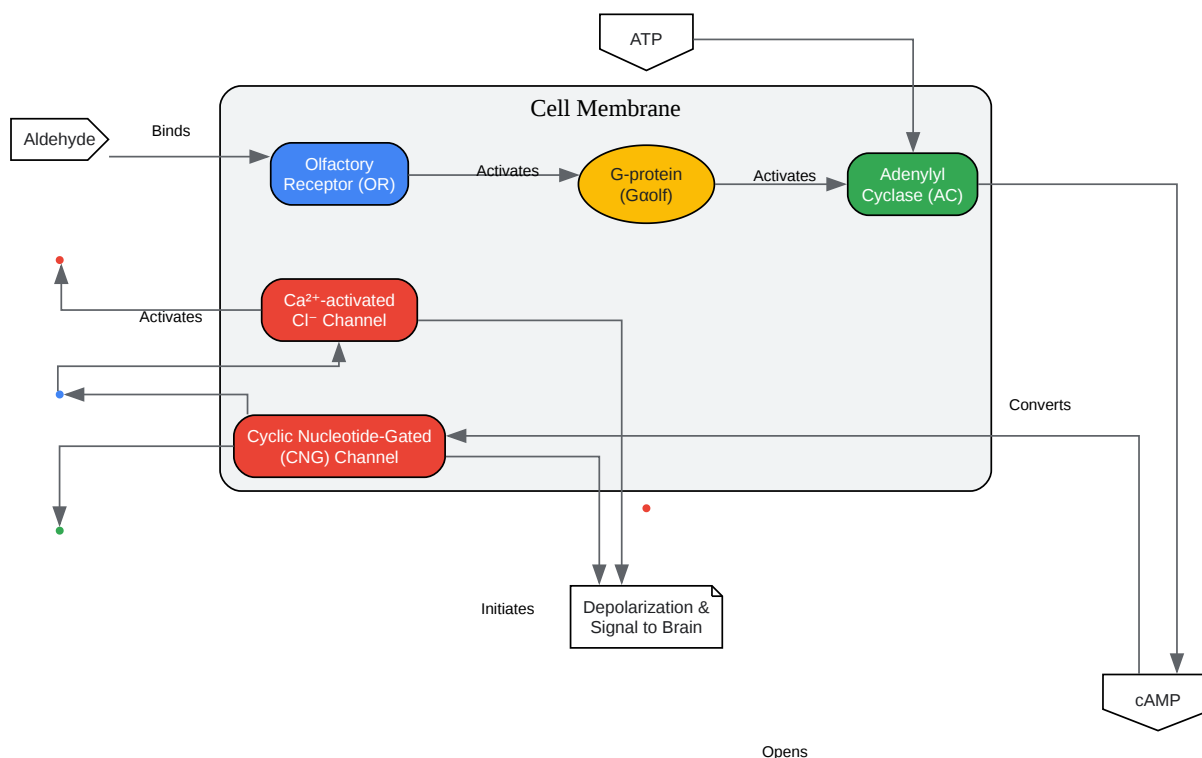 ATP
Cell Membrane
Aldehyde
Binds
Olfactory
Receptor (OR)
Activates
G-protein
(Gαolf)
Activates
Adenylyl
Cyclase (AC)
Ca²⁺-activated
Cl⁻ Channel
Activates
Converts
Cyclic Nucleotide-Gated
(CNG) Channel
Initiates
Depolarization &
Signal to Brain
cAMP
Opens